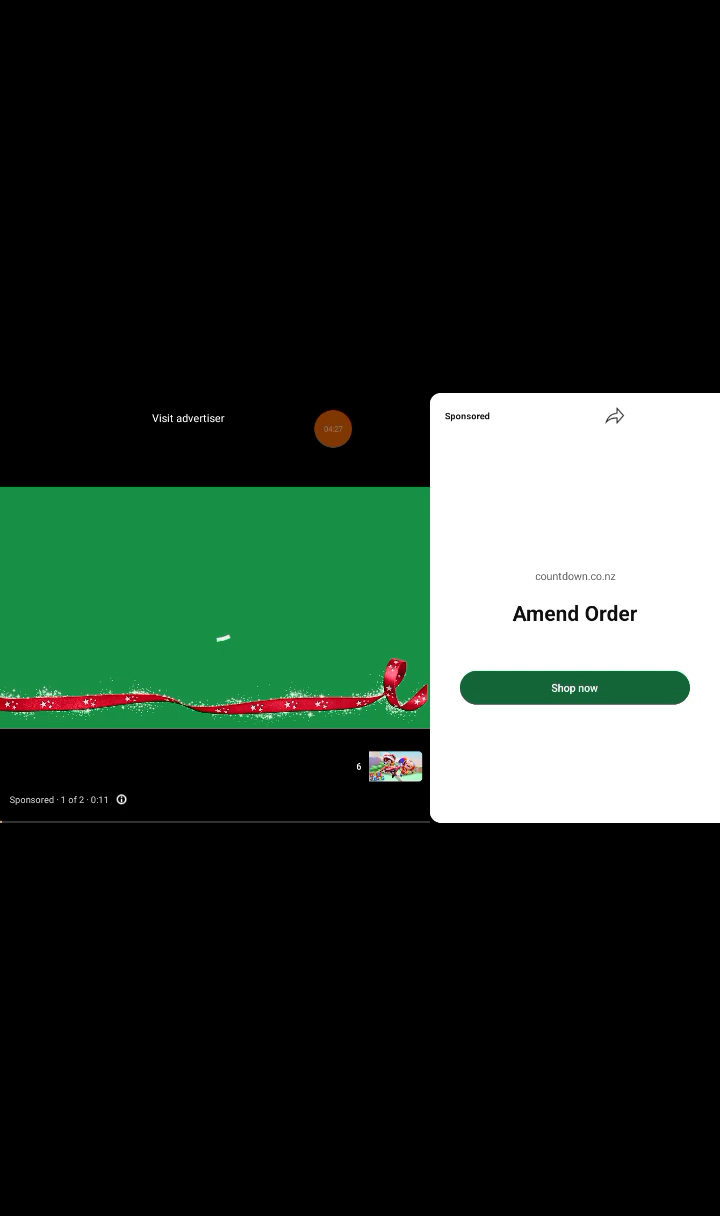 Visit advertiser
04:27
Sponsored
countdown.co.nz
Amend Order
Shop now
6
Sponsored · 1 of 2 · 0:11